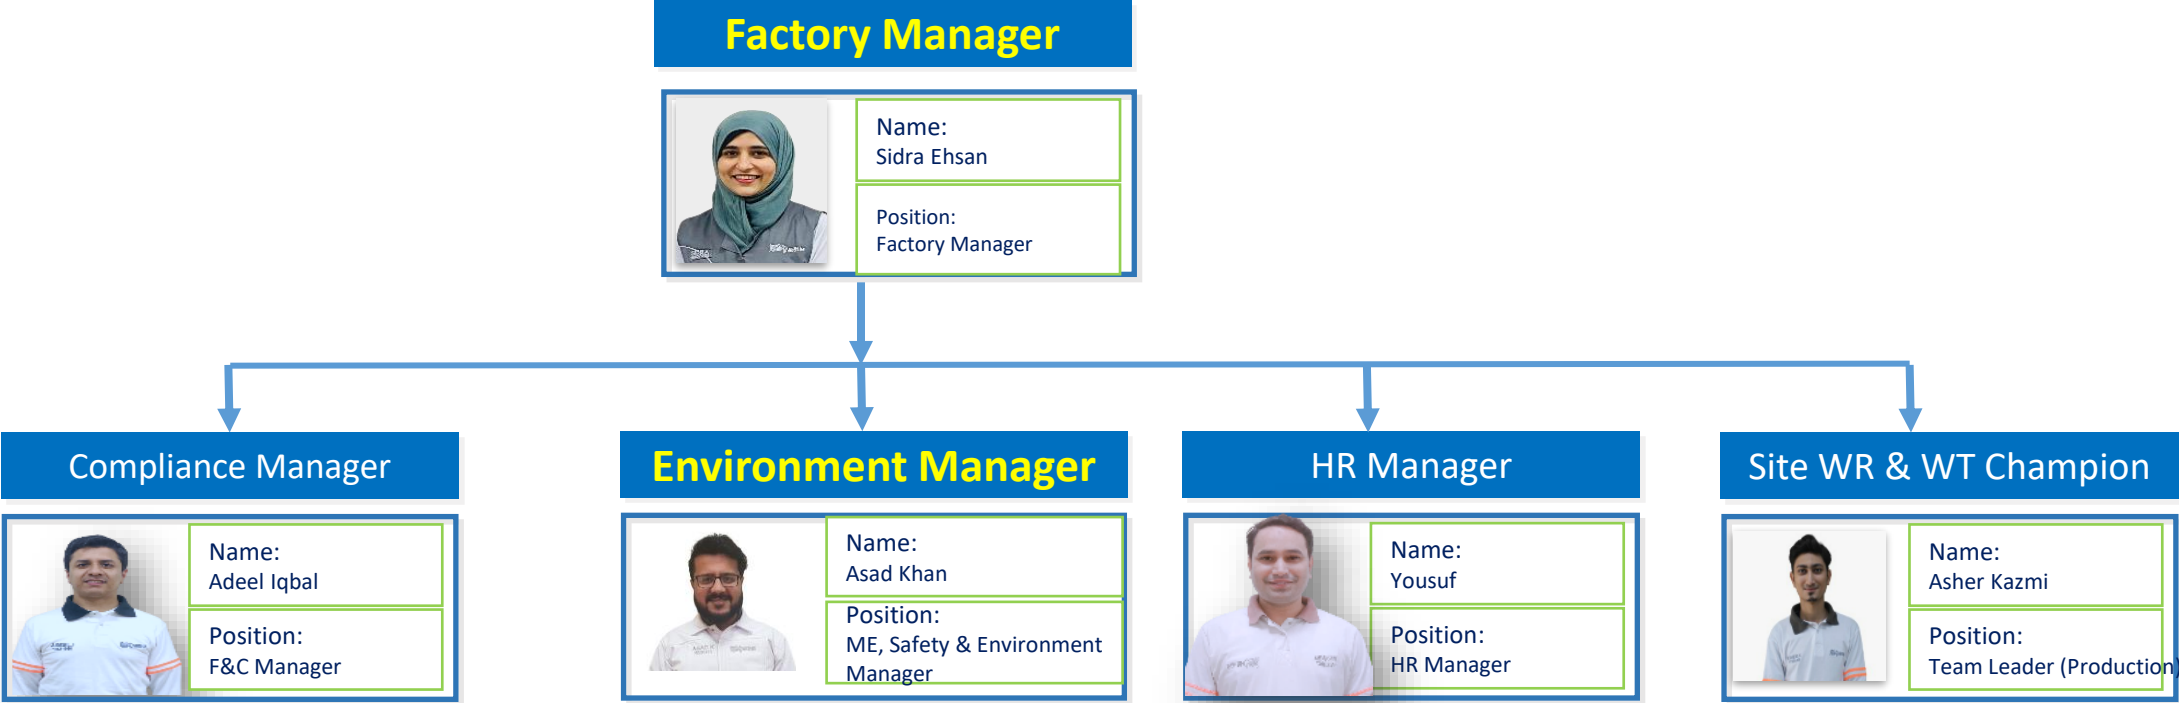 Factory Manager
Name:
Sidra Ehsan
Position:
Factory Manager
Compliance Manager
Name:
Adeel Iqbal
Position:
F&C Manager
Environment Manager
Name:
Asad Khan
Position:
ME, Safety & Environment
Manager
HR Manager
Name:
Yousuf
Position:
HR Manager
Site WR & WT Champion
Name:
Asher Kazmi
Position:
Team Leader (Production)